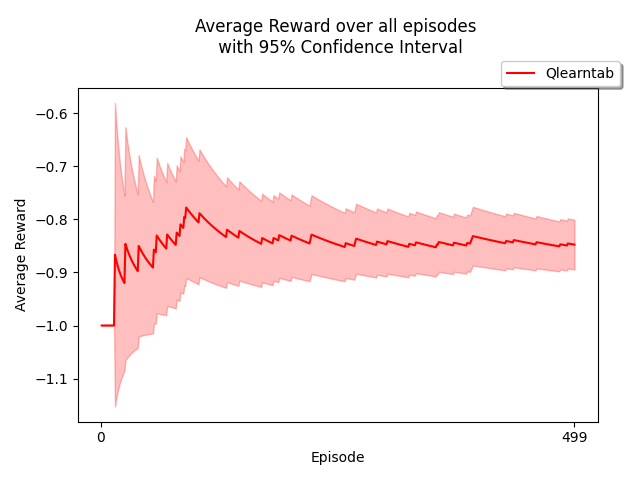 Average Reward over all episodes
with 95% Confidence Interval
Qlearntab
−0.6
−0.7
−0.8
−0.9
−1.0
−1.1
Average Reward
0
499
Episode